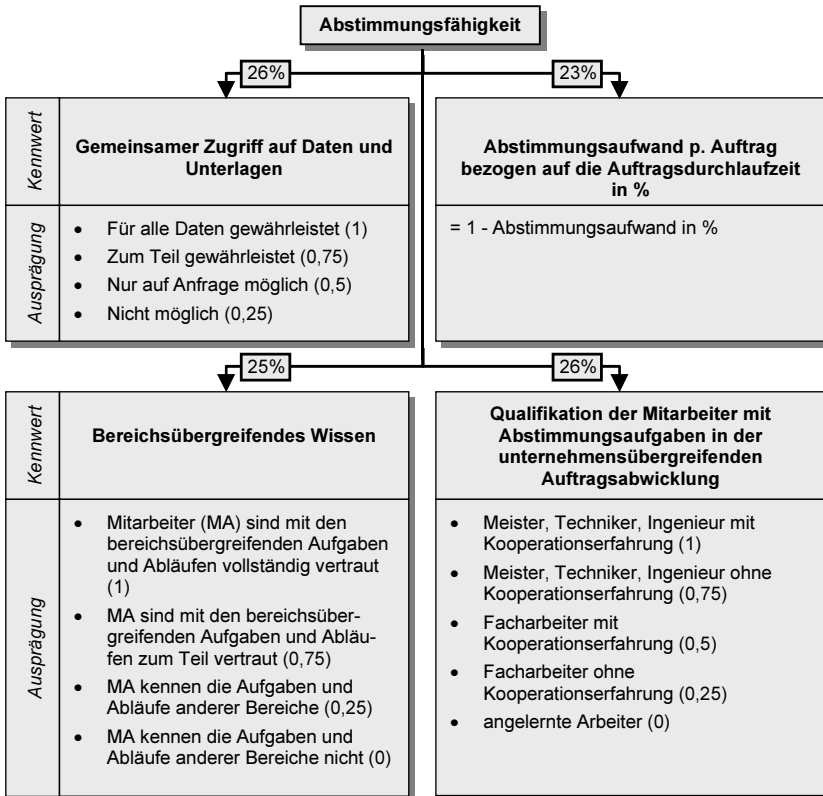 Abstimmungsfähigkeit
26%
23%
Kennwert
Gemeinsamer Zugriff auf Daten und
Unterlagen
Abstimmungsaufwand p. Auftrag
bezogen auf die Auftragsdurchlaufzeit
in %
Ausprägung
• Für alle Daten gewährleistet (1)
• Zum Teil gewährleistet (0,75)
• Nur auf Anfrage möglich (0,5)
• Nicht möglich (0,25)
= 1 - Abstimmungsaufwand in %
25%
26%
Kennwert
Bereichsübergreifendes Wissen
Qualifikation der Mitarbeiter mit
Abstimmungsaufgaben in der
unternehmensübergreifenden
Auftragsabwicklung
Ausprägung
• Mitarbeiter (MA) sind mit den
bereichsübergreifenden Aufgaben
und Abläufen vollständig vertraut
(1)
• MA sind mit den bereichsüber-
greifenden Aufgaben und Abläu-
fen zum Teil vertraut (0,75)
• MA kennen die Aufgaben und
Abläufe anderer Bereiche (0,25)
• MA kennen die Aufgaben und
Abläufe anderer Bereiche nicht (0)
• Meister, Techniker, Ingenieur mit
Kooperationserfahrung (1)
• Meister, Techniker, Ingenieur ohne
Kooperationserfahrung (0,75)
• Facharbeiter mit
Kooperationserfahrung (0,5)
• Facharbeiter ohne
Kooperationserfahrung (0,25)
• angelernte Arbeiter (0)